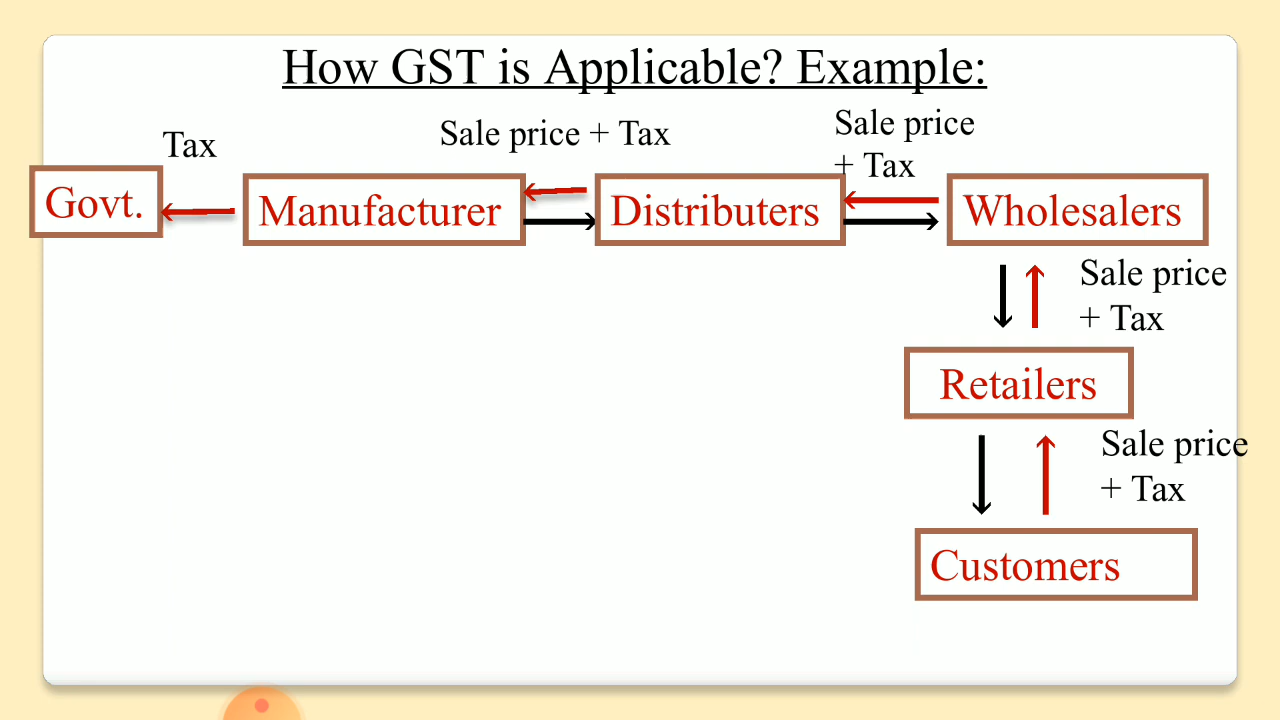 How GST is Applicable? Example:
Tax
Sale price + Tax
Sale price
+ Tax
Govt.
Manufacturer
Distributers
Wholesalers
Sale price
+ Tax
Retailers
Sale price
+ Tax
Customers